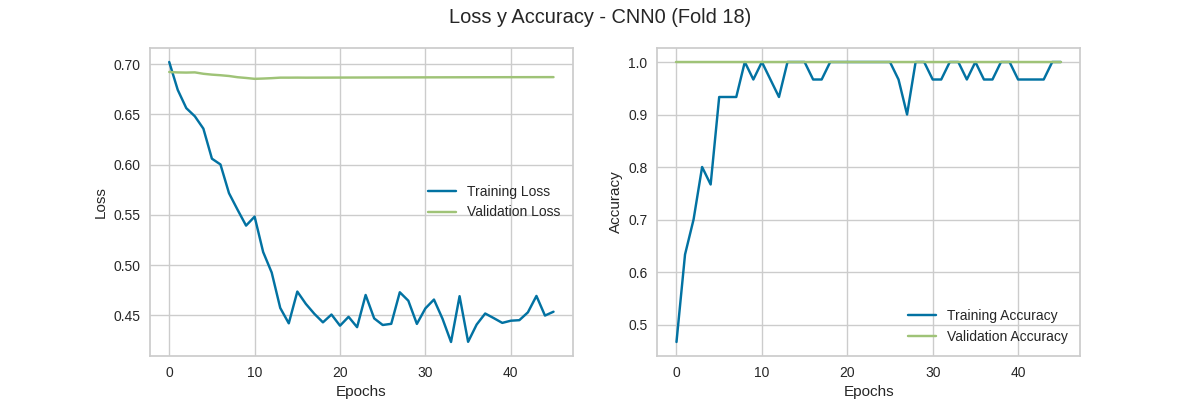 Loss y Accuracy - CNN0 (Fold 18)
0.70
0.65
0.60
0.55
0.50
0.45
Loss
0 10 20 30 40
Epochs
Training Loss
Validation Loss
1.0
0.9
0.8
0.7
0.6
0.5
Accuracy
0 10 20 30 40
Epochs
Training Accuracy
Validation Accuracy